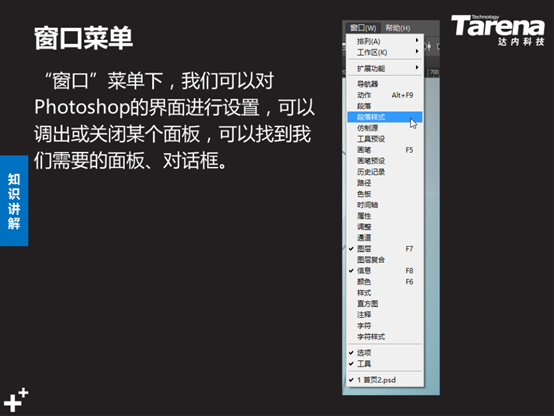 窗口菜单
“窗口”菜单下，我们可以对
Photoshop的界面进行设置，可以
调出或关闭某个面板，可以找到我
们需要的面板、对话框。
知识讲解
Technology
Tarena
达内科技
窗口(W) 帮助(H)
排列(A)
工作区(K)
扩展功能
700
导航器
动作 Alt+F9
段落
段落样式
仿制源
工具预设
画笔 F5
画笔预设
历史记录
路径
色板
时间轴
属性
调整
通道
图层 F7
图层复合
信息 F8
颜色 F6
样式
直方图
注释
字符
字符样式
选项
工具
1 首页2.psd